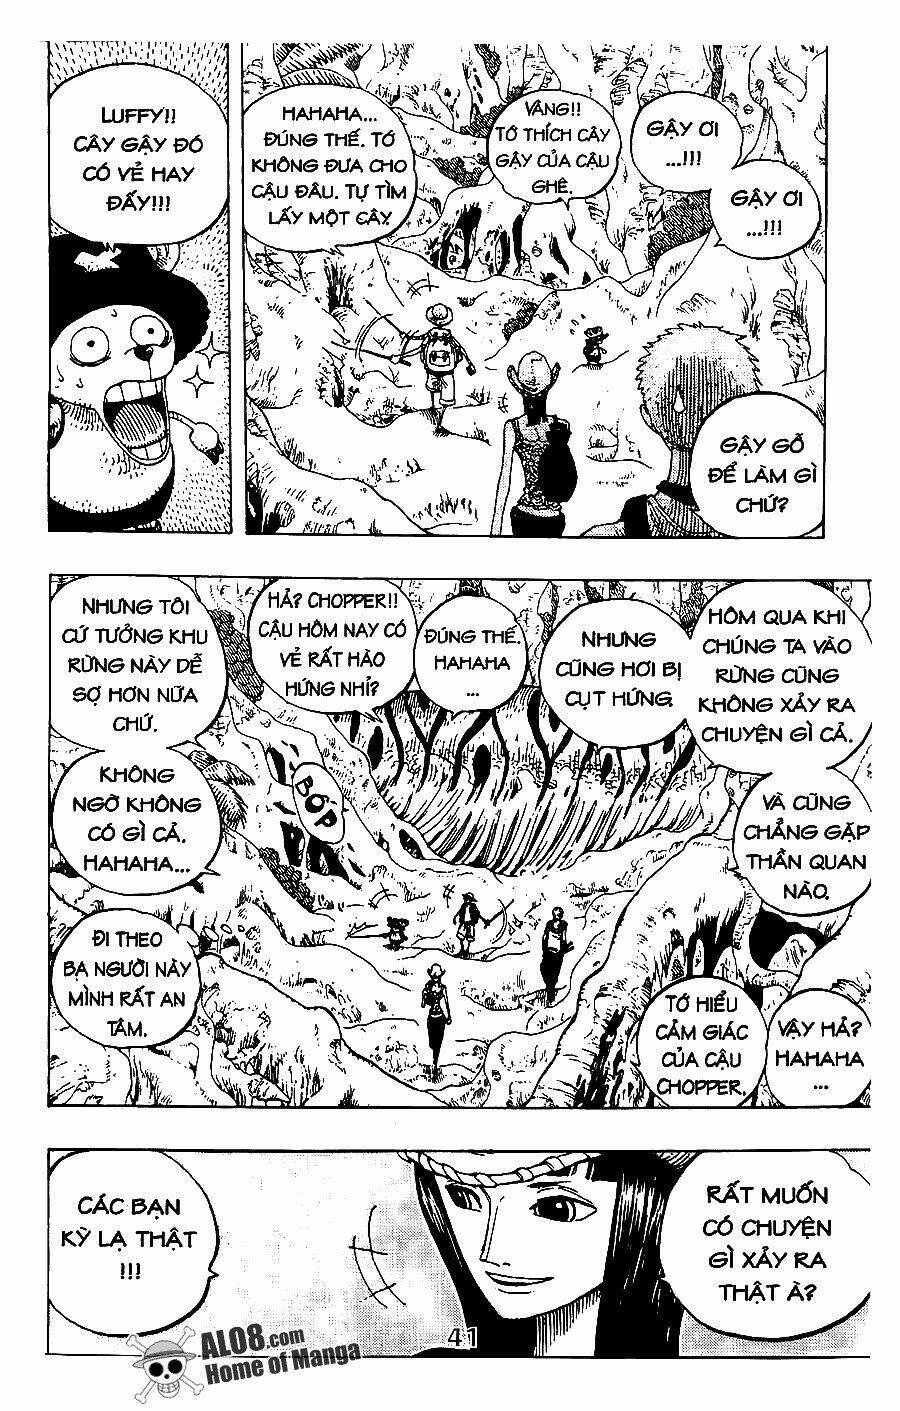 LUFFY!!
CÂY GẬY ĐÓ
CÓ VẺ HAY
ĐẤY!!!
HAHAHA...
ĐÚNG THẾ. TỚ
KHÔNG ĐƯA CHO
CẬU ĐÂU. TỰ TÌM
LẤY MỘT CÂY
VÂNG!!
TỚ THÍCH CÂY
GẬY CỦA CẬU
GHÊ.
GẬY ƠI
...!!!
GẬY ƠI
...!!!
GẬY GỖ
ĐỂ LÀM GÌ
CHỨ?
NHƯNG TÔI
CỨ TƯỞNG KHU
RỪNG NÀY DỄ
SỢ HƠN NỮA
CHỨ.
KHÔNG
NGỜ KHÔNG
CÓ GÌ CẢ.
HAHAHA...
ĐI THEO
BẠ NGƯỜI NÀY
MÌNH RẤT AN
TÂM.
HẢ? CHOPPER!!
CẬU HÔM NAY CÓ
VẺ RẤT HÀO
HỨNG NHỈ?
ĐÚNG THẾ.
HAHAHA
...
BỚP
NHƯNG
CŨNG HƠI BỊ
CỤT HỨNG.
HÔM QUA KHI
CHÚNG TA VÀO
RỪNG CŨNG
KHÔNG XẢY RA
CHUYỆN GÌ CẢ.
VÀ CŨNG
CHẲNG GẶP
THẦN QUAN
NÀO.
TỚ HIỂU
CẢM GIÁC
CỦA CẬU
CHOPPER.
VẬY HẢ?
HAHAHA
...
CÁC BẠN
KỲ LẠ THẬT
!!!
RẤT MUỐN
CÓ CHUYỆN
GÌ XẢY RA
THẬT À?
41
ALO8.com
Home of Manga